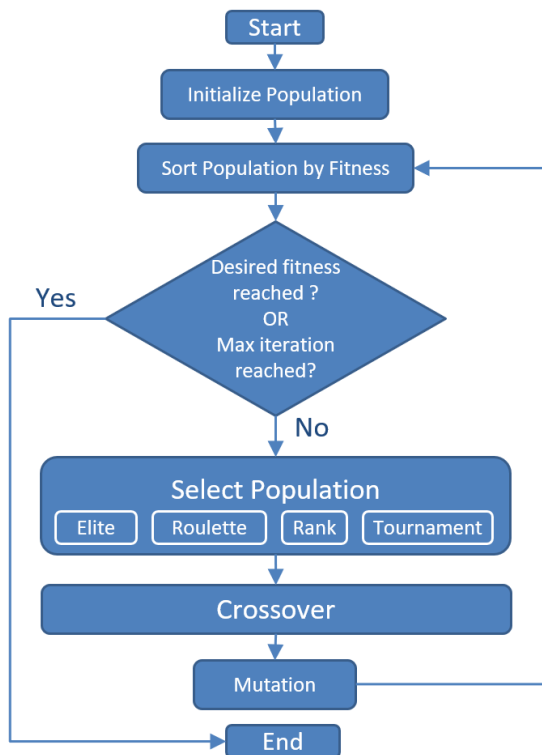 Start
Initialize Population
Sort Population by Fitness
Desired fitness
reached ?
OR
Max iteration
reached?
Yes
No
Select Population
Elite Roulette Rank Tournament
Crossover
Mutation
End